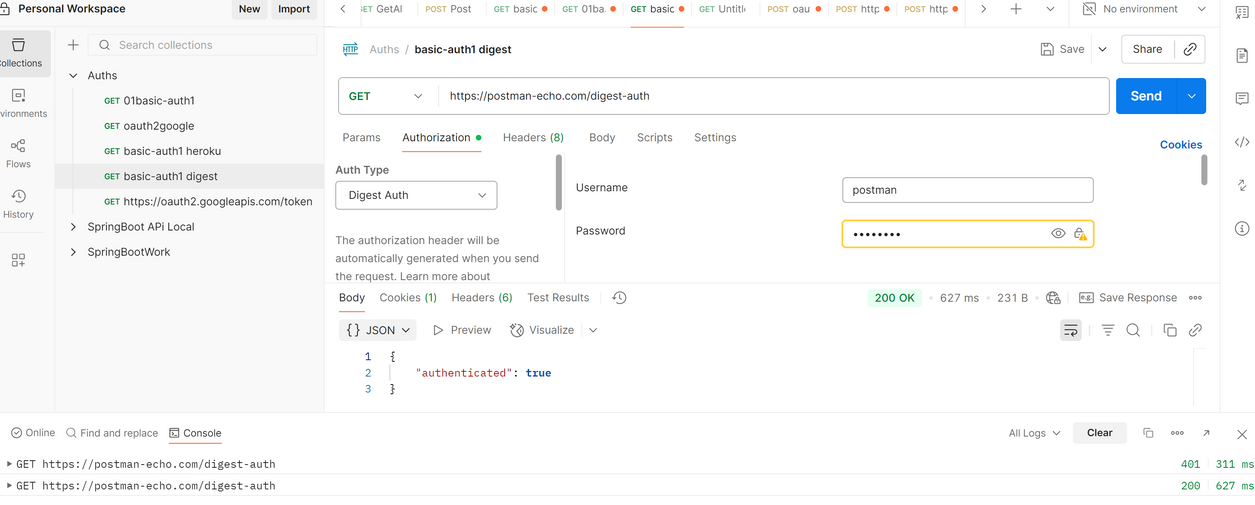 Personal Workspace New Import
GET GetAI POST Post GET basic GET 01ba. GET basic GET Untitle POST oau POST http POST http No environment
Collections
Search collections
Auths
GET 01basic-auth1
GET oauth2google
GET basic-auth1 heroku
GET basic-auth1 digest
GET https://oauth2.googleapis.com/token
SpringBoot APi Local
SpringBootWork
vironments
Flows
History
HTTP Auths / basic-auth1 digest Save Share
GET https://postman-echo.com/digest-auth Send
Params Authorization Headers (8) Body Scripts Settings
Cookies
Auth Type
Digest Auth
The authorization header will be
automatically generated when you send
the request. Learn more about
Username postman
Password ••••••••
Body Cookies (1) Headers (6) Test Results 200 OK • 627 ms • 231 B e.g. Save Response
{} JSON Preview Visualize
1 {
2 "authenticated": true
3 }
Online Find and replace Console All Logs Clear
GET https://postman-echo.com/digest-auth 401 311 ms
GET https://postman-echo.com/digest-auth 200 627 ms